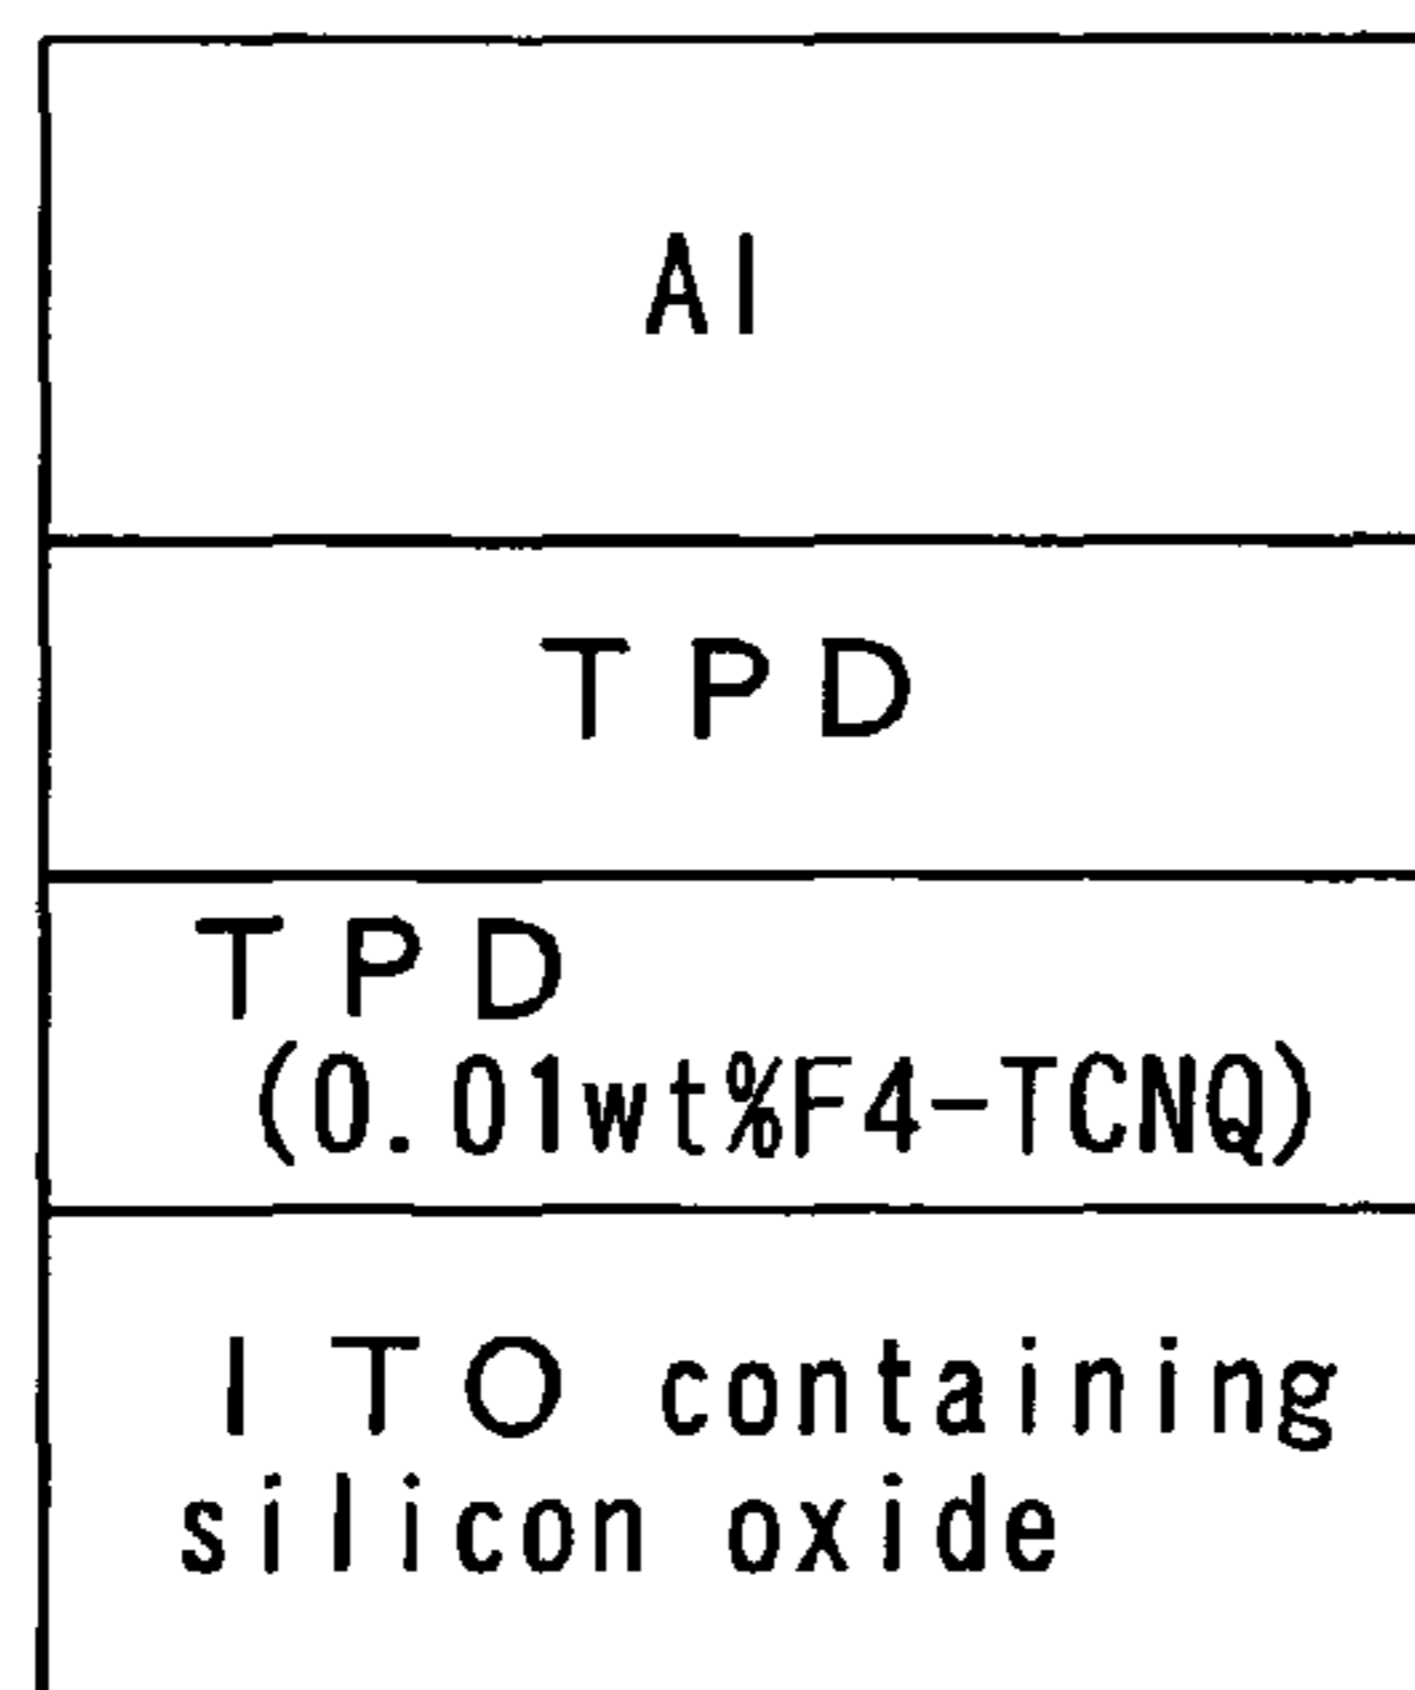 Al
TPD
TPD
(0.01wt%F4-TCNQ)
ITO containing
silicon oxide